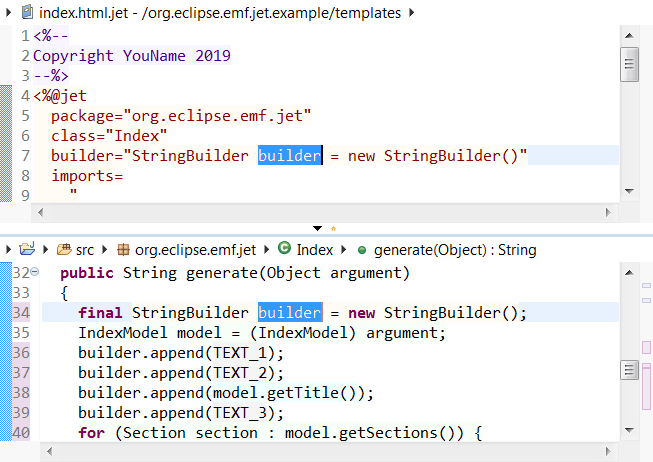 index.html.jet - /org.eclipse.emf.jet.example/templates
1 <%--
2 Copyright YouName 2019
3 --%>
4 <%@jet
5 package="org.eclipse.emf.jet"
6 class="Index"
7 builder="StringBuilder builder = new StringBuilder()"
8 imports=
9 "
src org.eclipse.emf.jet Index generate(Object) : String
32 public String generate(Object argument)
33 {
34 final StringBuilder builder = new StringBuilder();
35 IndexModel model = (IndexModel) argument;
36 builder.append(TEXT_1);
37 builder.append(TEXT_2);
38 builder.append(model.getTitle());
39 builder.append(TEXT_3);
40 for (Section section : model.getSections()) {